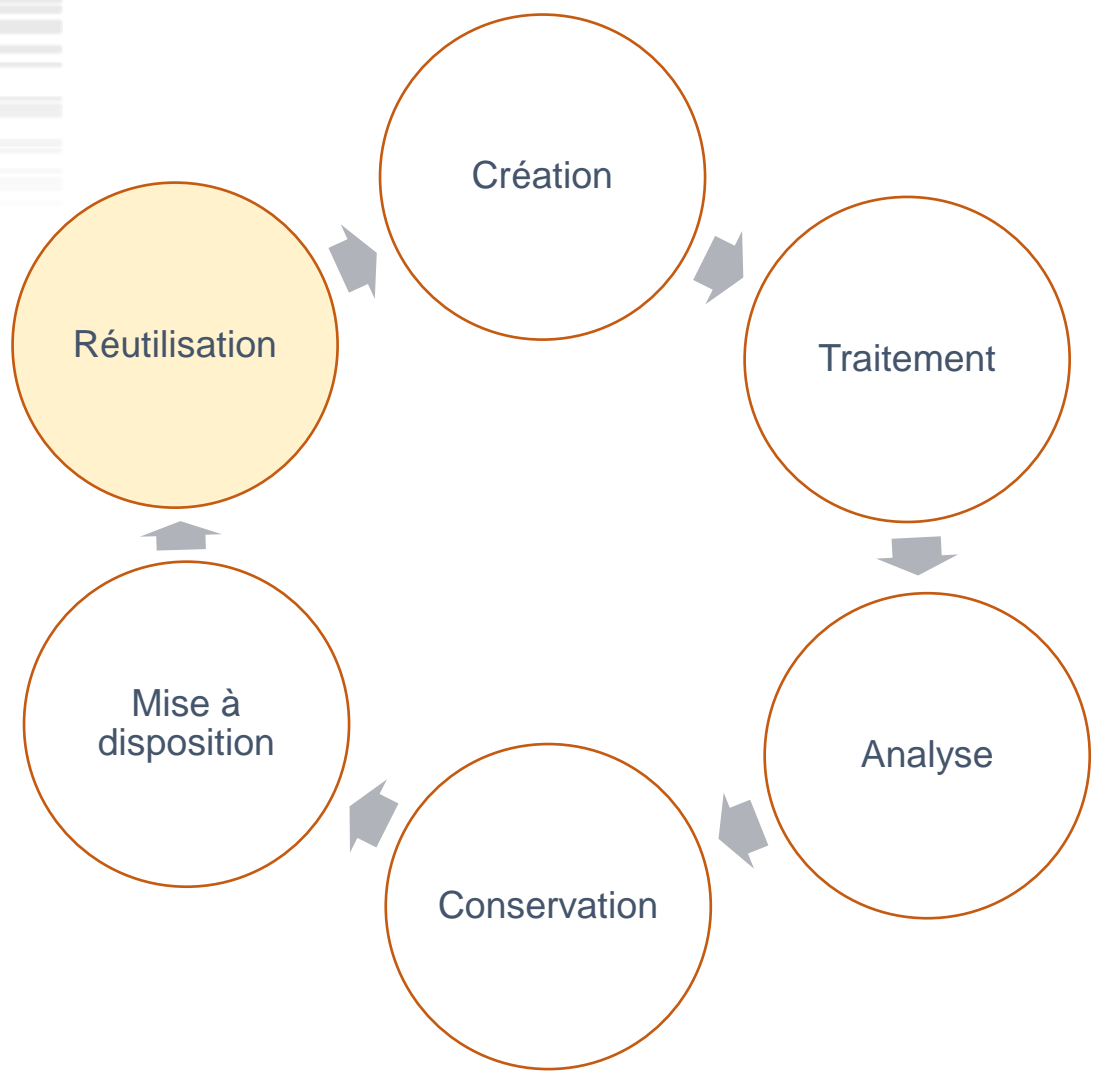 Création
Traitement
Analyse
Conservation
Mise à
disposition
Réutilisation